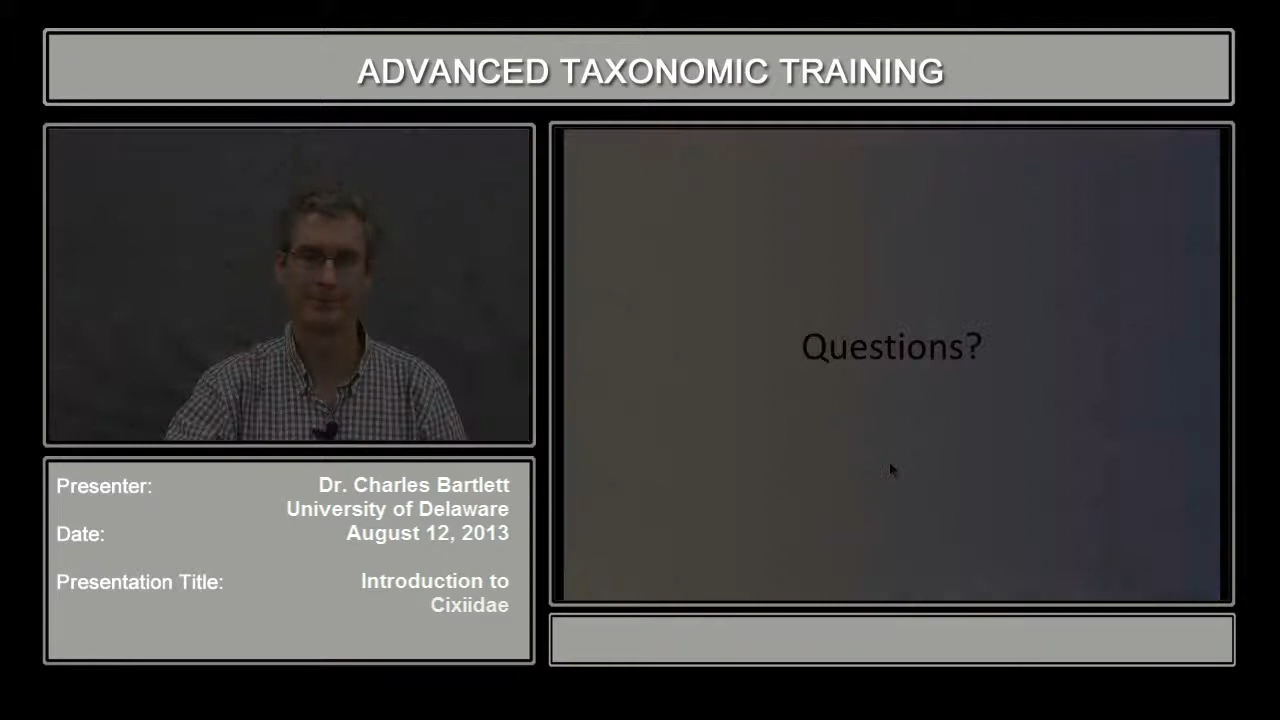 ADVANCED TAXONOMIC TRAINING
Questions?
Presenter: Dr. Charles Bartlett
University of Delaware
Date: August 12, 2013
Presentation Title: Introduction to
Cixiidae